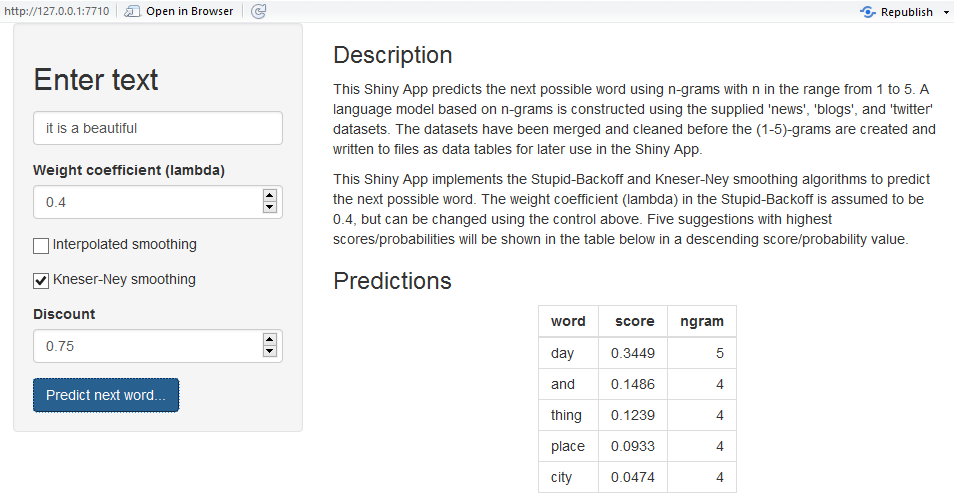 http://127.0.0.1:7710 Open in Browser Republish
Enter text
it is a beautiful
Weight coefficient (lambda)
0.4
Interpolated smoothing
Kneser-Ney smoothing
Discount
0.75
Predict next word...
Description
This Shiny App predicts the next possible word using n-grams with n in the range from 1 to 5. A
language model based on n-grams is constructed using the supplied 'news', 'blogs', and 'twitter'
datasets. The datasets have been merged and cleaned before the (1-5)-grams are created and
written to files as data tables for later use in the Shiny App.
This Shiny App implements the Stupid-Backoff and Kneser-Ney smoothing algorithms to predict
the next possible word. The weight coefficient (lambda) in the Stupid-Backoff is assumed to be
0.4, but can be changed using the control above. Five suggestions with highest
scores/probabilities will be shown in the table below in a descending score/probability value.
Predictions
word score ngram
day 0.3449 5
and 0.1486 4
thing 0.1239 4
place 0.0933 4
city 0.0474 4